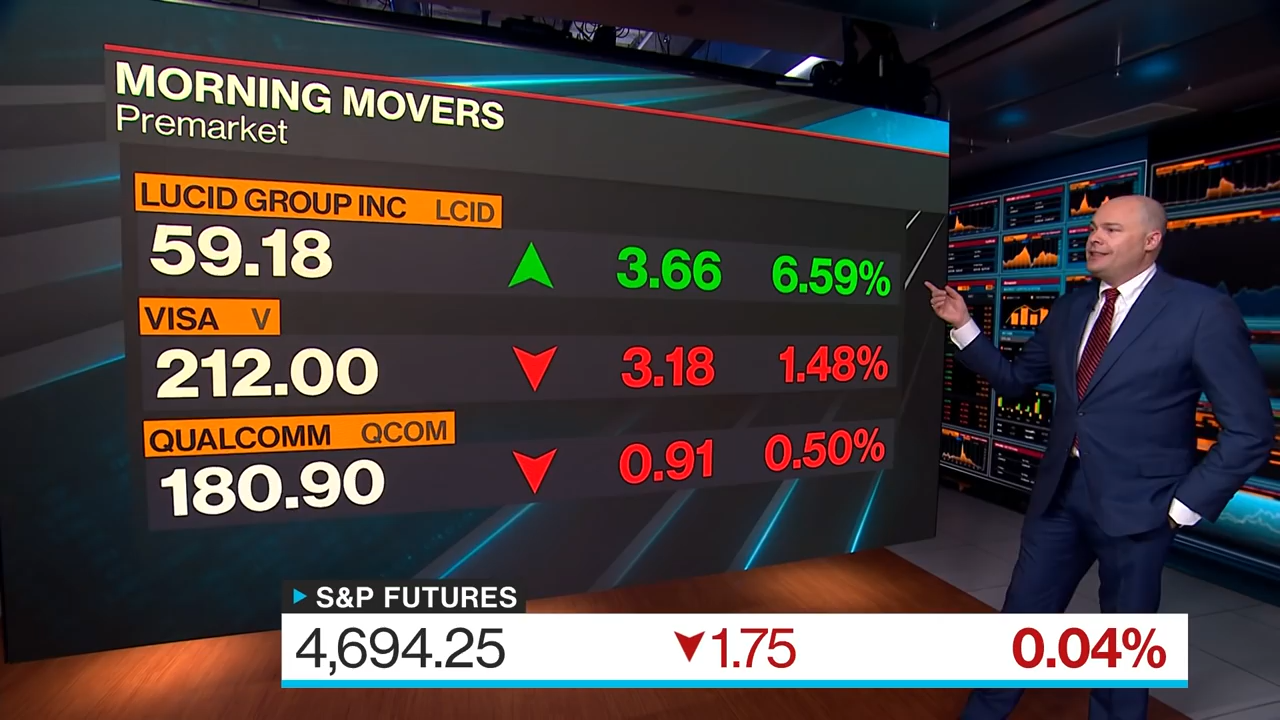 MORNING MOVERS
Premarket
LUCID GROUP INC LCID
59.18 ▲ 3.66 6.59%
VISA V
212.00 ▼ 3.18 1.48%
QUALCOMM QCOM
180.90 ▼ 0.91 0.50%
S&P FUTURES
4,694.25 ▼1.75 0.04%